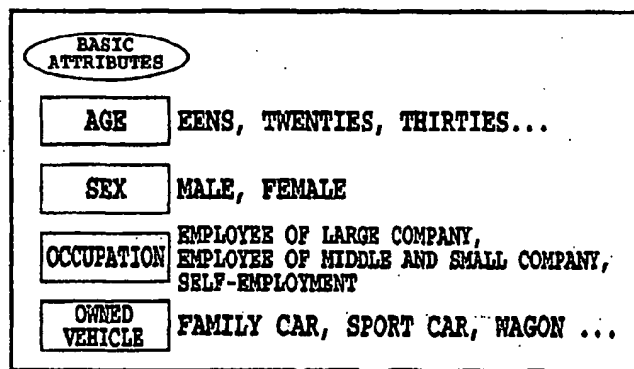 BASIC
ATTRIBUTES
AGE EENS, TWENTIES, THIRTIES...
SEX MALE, FEMALE
OCCUPATION EMPLOYEE OF LARGE COMPANY,
EMPLOYEE OF MIDDLE AND SMALL COMPANY,
SELF-EMPLOYMENT
OWNED
VEHICLE FAMILY CAR, SPORT CAR, WAGON ...